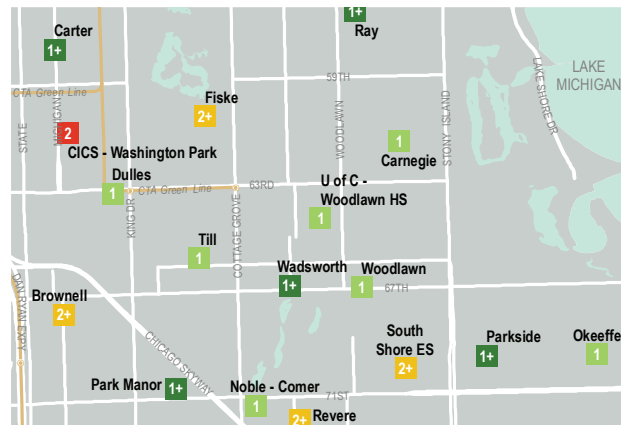 Carter
1+
1+
Ray
59TH
LAKE
MICHIGAN
LAKE SHORE DR
CTA Green Line
Fiske
2+
STATE
MICHIGAN
2
CICS - Washington Park
WOODLAWN
1
Carnegie
STONY ISLAND
Dulles
1
CTA Green Line
63RD
U of C -
Woodlawn HS
1
KING DR
COTTAGE GROVE
Till
1
Wadsworth
1+
Woodlawn
1
67TH
DAN RYAN EXPY
Brownell
2+
CHICAGO SKYWAY
South
Shore ES
2+
Parkside
1+
Okeeffe
1
Park Manor
1+
Noble - Comer
1
71ST
2+
Revere